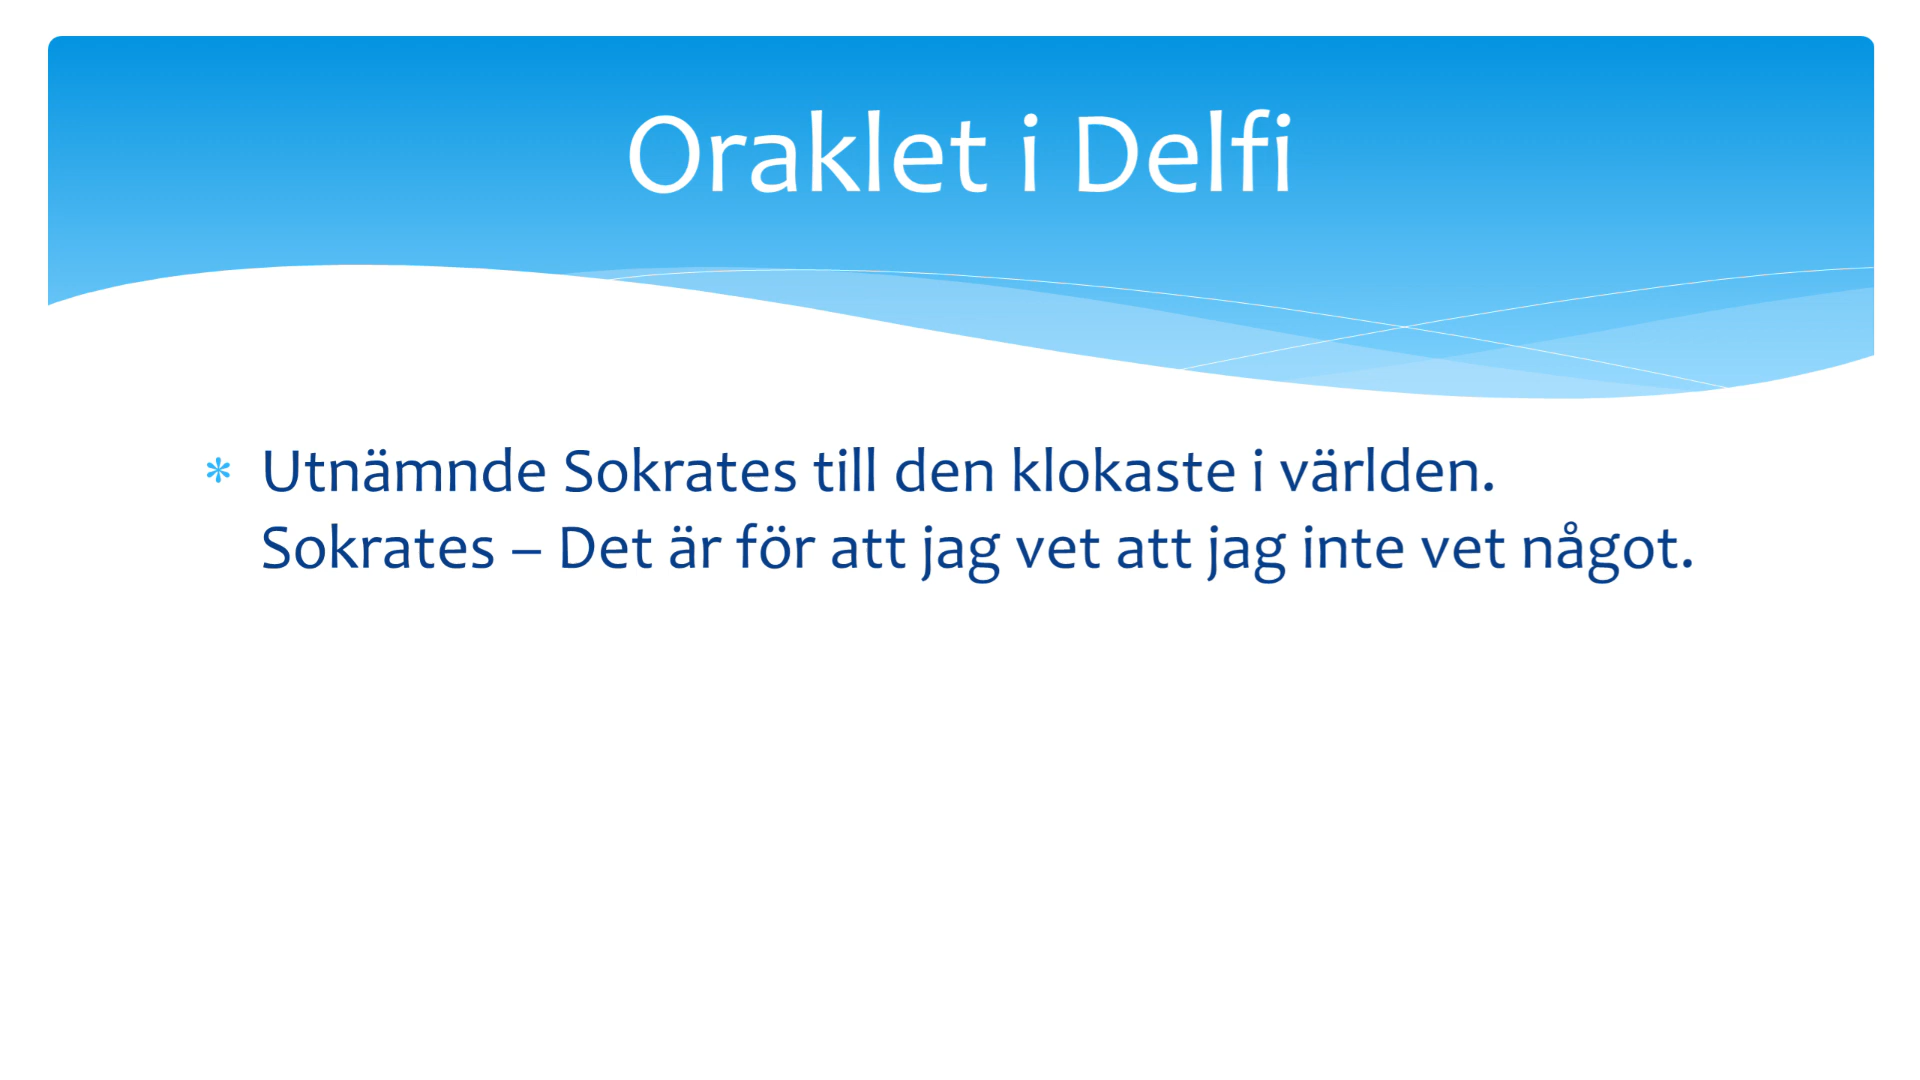 Oraklet i Delfi
* Utnämnde Sokrates till den klokaste i världen.
Sokrates – Det är för att jag vet att jag inte vet något.